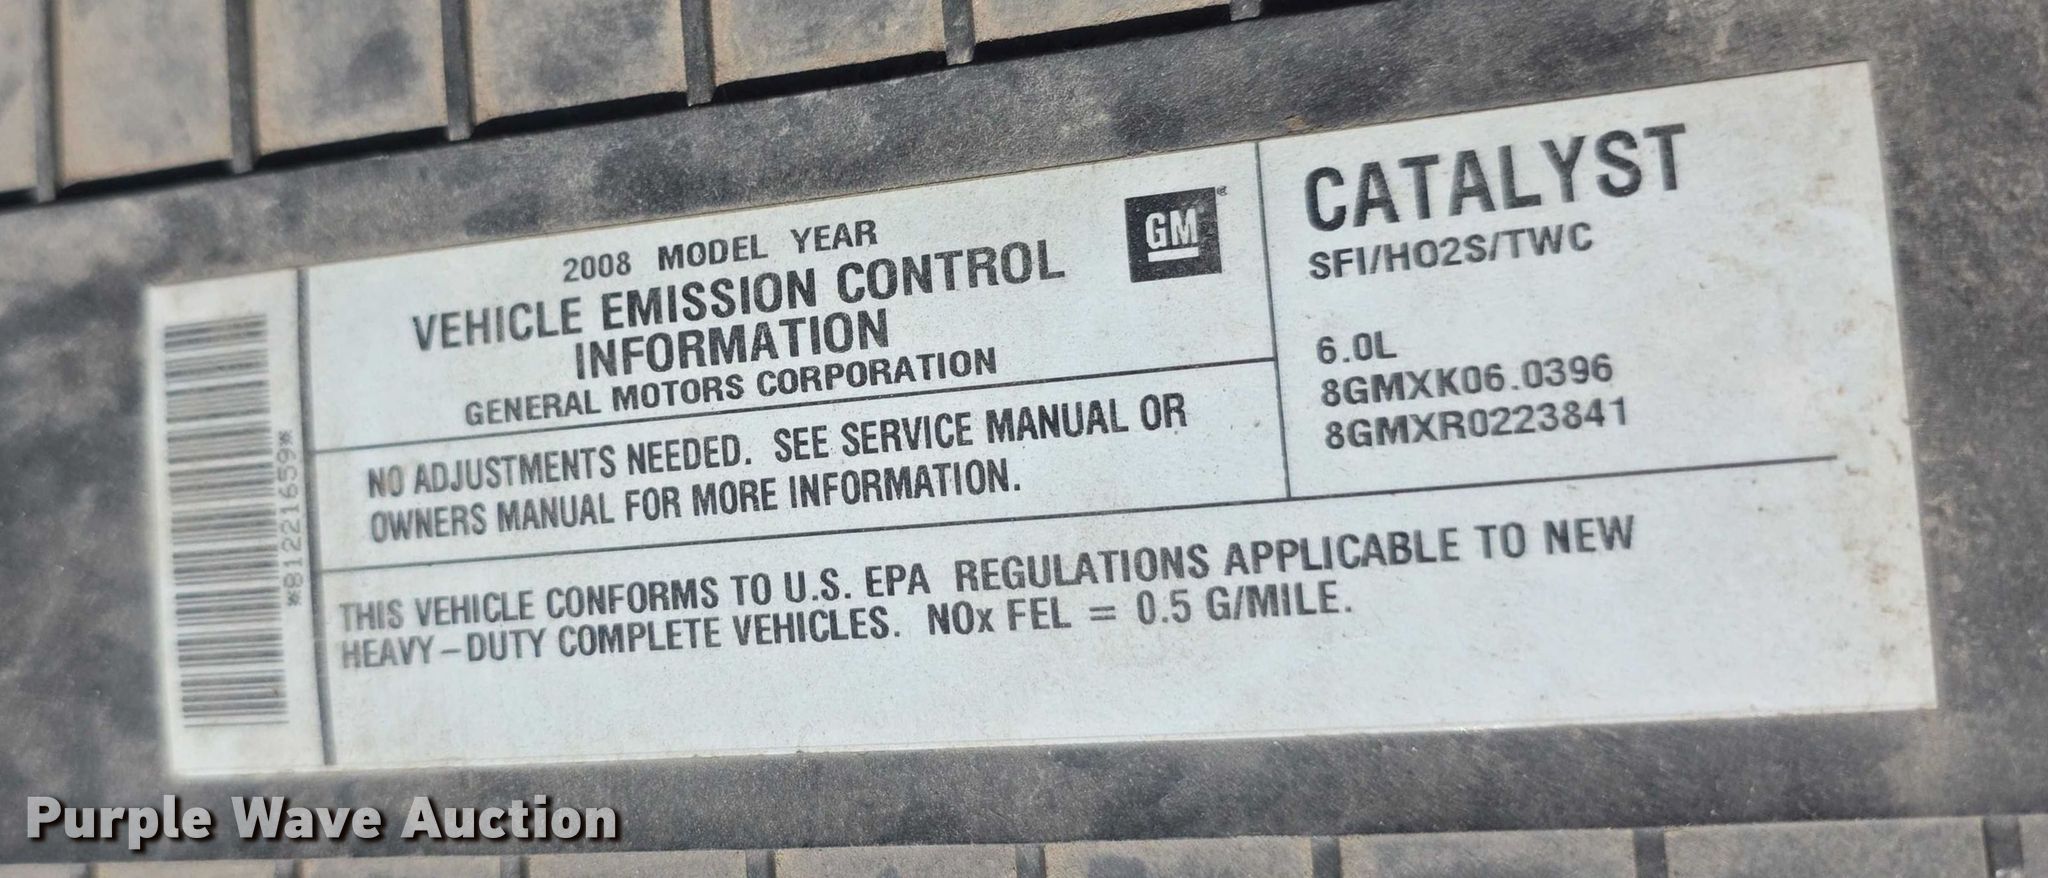 2008 MODEL YEAR
VEHICLE EMISSION CONTROL
INFORMATION
GENERAL MOTORS CORPORATION
GM®
CATALYST
SFI/HO2S/TWC
6.0L
8GMXK06.0396
8GMXR0223841
NO ADJUSTMENTS NEEDED. SEE SERVICE MANUAL OR
OWNERS MANUAL FOR MORE INFORMATION.
THIS VEHICLE CONFORMS TO U.S. EPA REGULATIONS APPLICABLE TO NEW
HEAVY-DUTY COMPLETE VEHICLES. NOx FEL = 0.5 G/MILE.
*812216559*
Purple Wave Auction